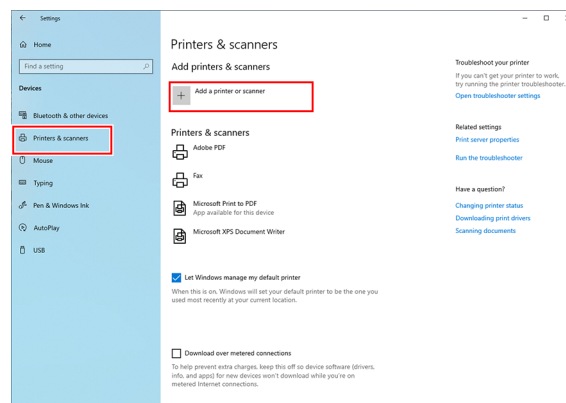 Settings
Home
Find a setting
Devices
Bluetooth & other devices
Printers & scanners
Mouse
Typing
Pen & Windows Ink
AutoPlay
USB
Printers & scanners
Add printers & scanners
Add a printer or scanner
Printers & scanners
Adobe PDF
Fax
Microsoft Print to PDF
App available for this device
Microsoft XPS Document Writer
Let Windows manage my default printer
When this is on, Windows will set your default printer to be the one you
used most recently at your current location.
Download over metered connections
To help prevent extra charges, keep this off so device software (drivers,
info, and apps) for new devices won't download while you're on
metered Internet connections.
Troubleshoot your printer
If you can't get your printer to work,
try running the printer troubleshooter.
Open troubleshooter settings
Related settings
Print server properties
Run the troubleshooter
Have a question?
Changing printer status
Downloading print drivers
Scanning documents